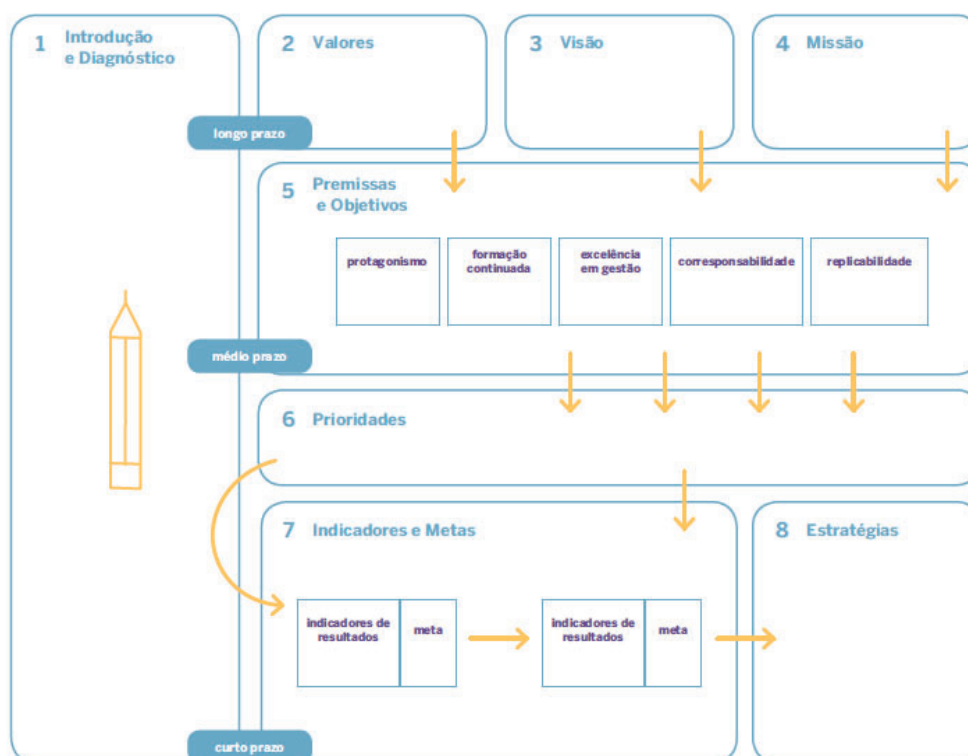 1 Introdução
e Diagnóstico
2 Valores
3 Visão
4 Missão
longo prazo
5 Premissas
e Objetivos
protagonismo
formação
continuada
excelência
em gestão
corresponsabilidade
replicabilidade
médio prazo
6 Prioridades
7 Indicadores e Metas
8 Estratégias
indicadores de
resultados
meta
indicadores de
resultados
meta
curto prazo